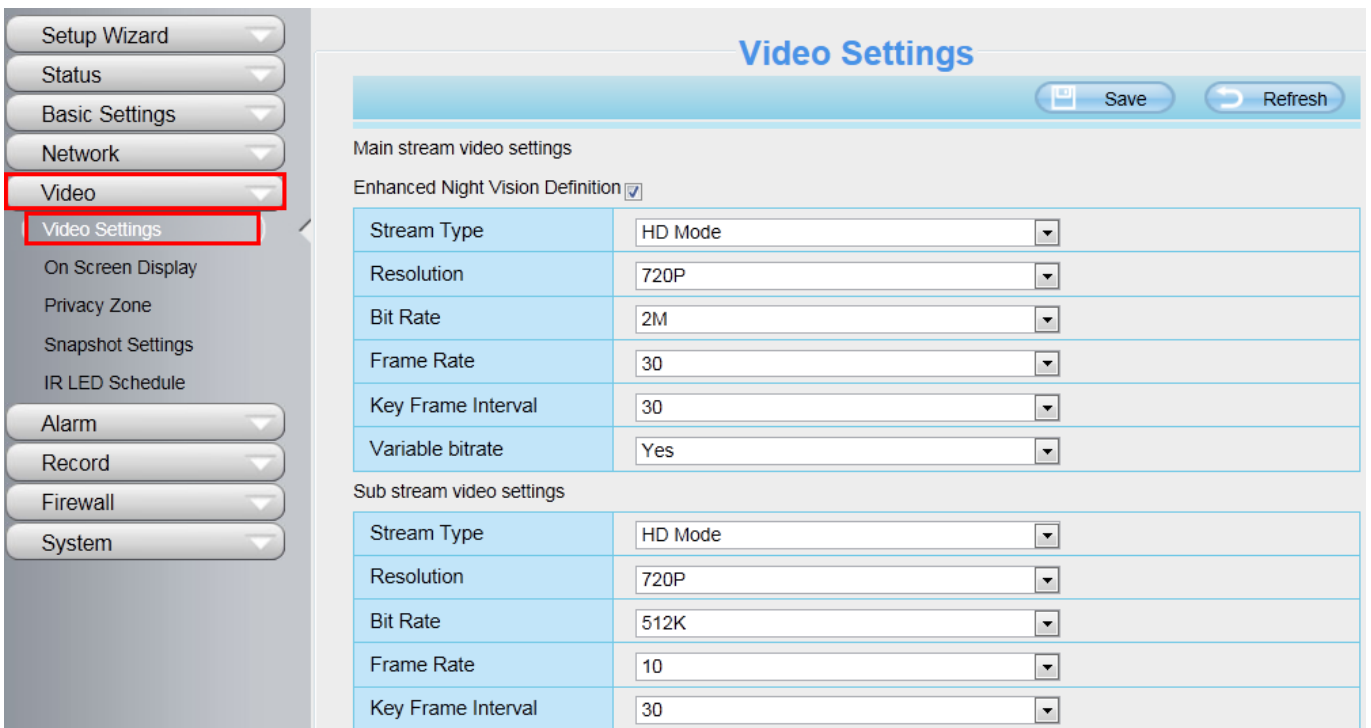 Setup Wizard
Status
Basic Settings
Network
Video
Video Settings
On Screen Display
Privacy Zone
Snapshot Settings
IR LED Schedule
Alarm
Record
Firewall
System
Video Settings
Save Refresh
Main stream video settings
Enhanced Night Vision Definition
Stream Type HD Mode
Resolution 720P
Bit Rate 2M
Frame Rate 30
Key Frame Interval 30
Variable bitrate Yes
Sub stream video settings
Stream Type HD Mode
Resolution 720P
Bit Rate 512K
Frame Rate 10
Key Frame Interval 30